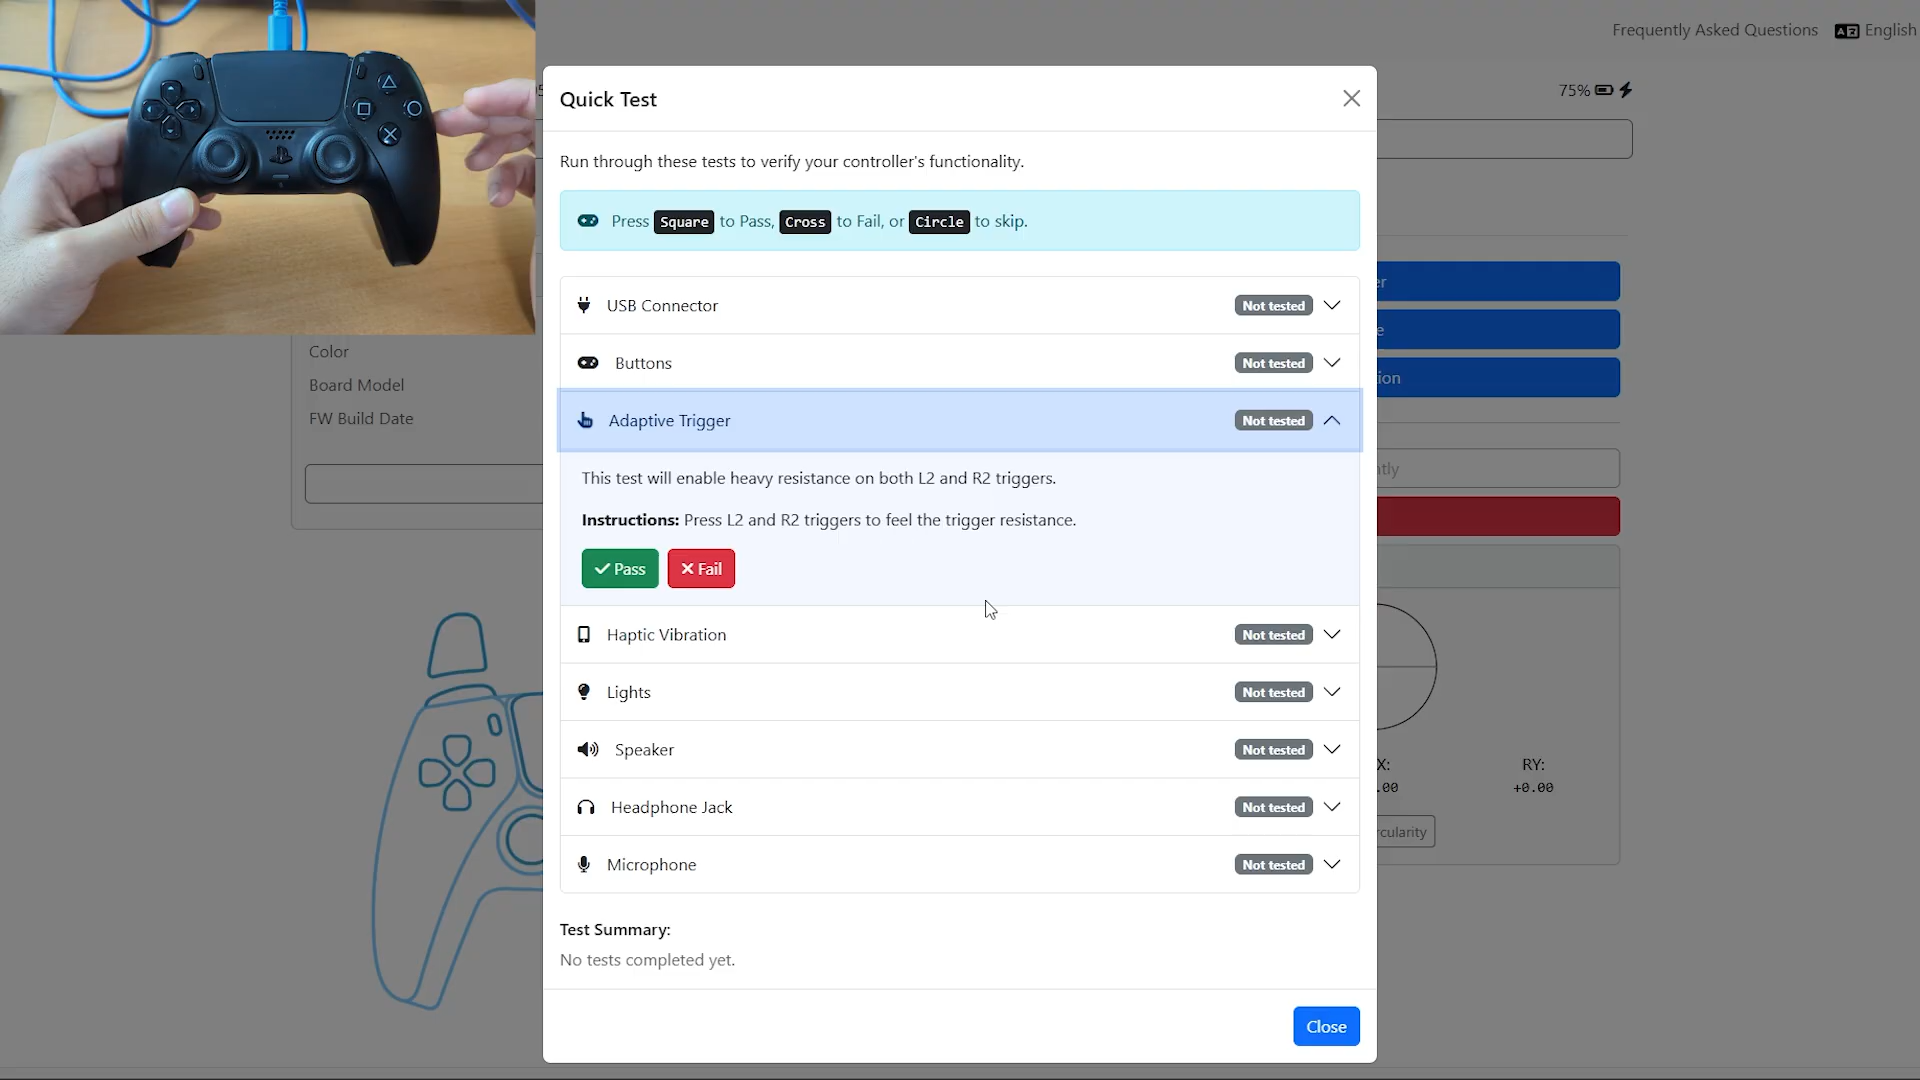 Frequently Asked Questions
English
75%
Quick Test
Run through these tests to verify your controller's functionality.
Press Square to Pass, Cross to Fail, or Circle to skip.
USB Connector
Not tested
Buttons
Not tested
Adaptive Trigger
Not tested
This test will enable heavy resistance on both L2 and R2 triggers.
Instructions: Press L2 and R2 triggers to feel the trigger resistance.
Pass
Fail
Haptic Vibration
Not tested
Lights
Not tested
Speaker
Not tested
Headphone Jack
Not tested
Microphone
Not tested
Test Summary:
No tests completed yet.
Close
Color
Board Model
FW Build Date
RY:
+0.00